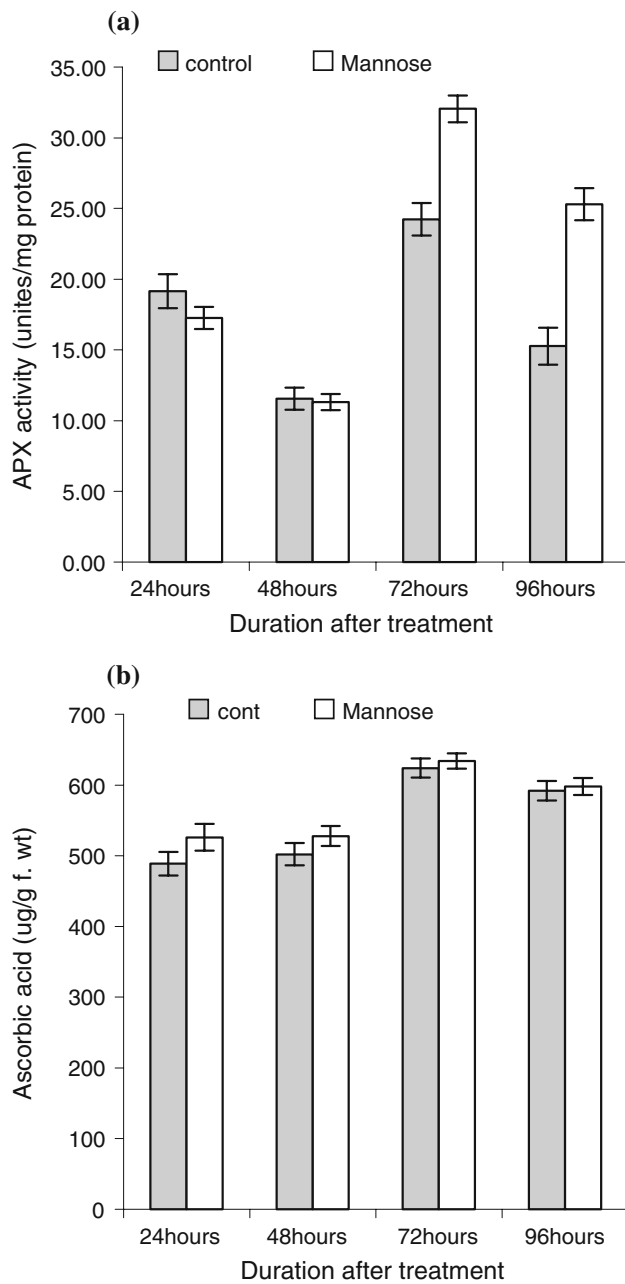 (a)
control Mannose
35.00
30.00
25.00
20.00
15.00
10.00
5.00
0.00
APX activity (unites/mg protein)
24hours 48hours 72hours 96hours
Duration after treatment
(b)
cont Mannose
700
600
500
400
300
200
100
0
Ascorbic acid (ug/g f. wt)
24hours 48hours 72hours 96hours
Duration after treatment